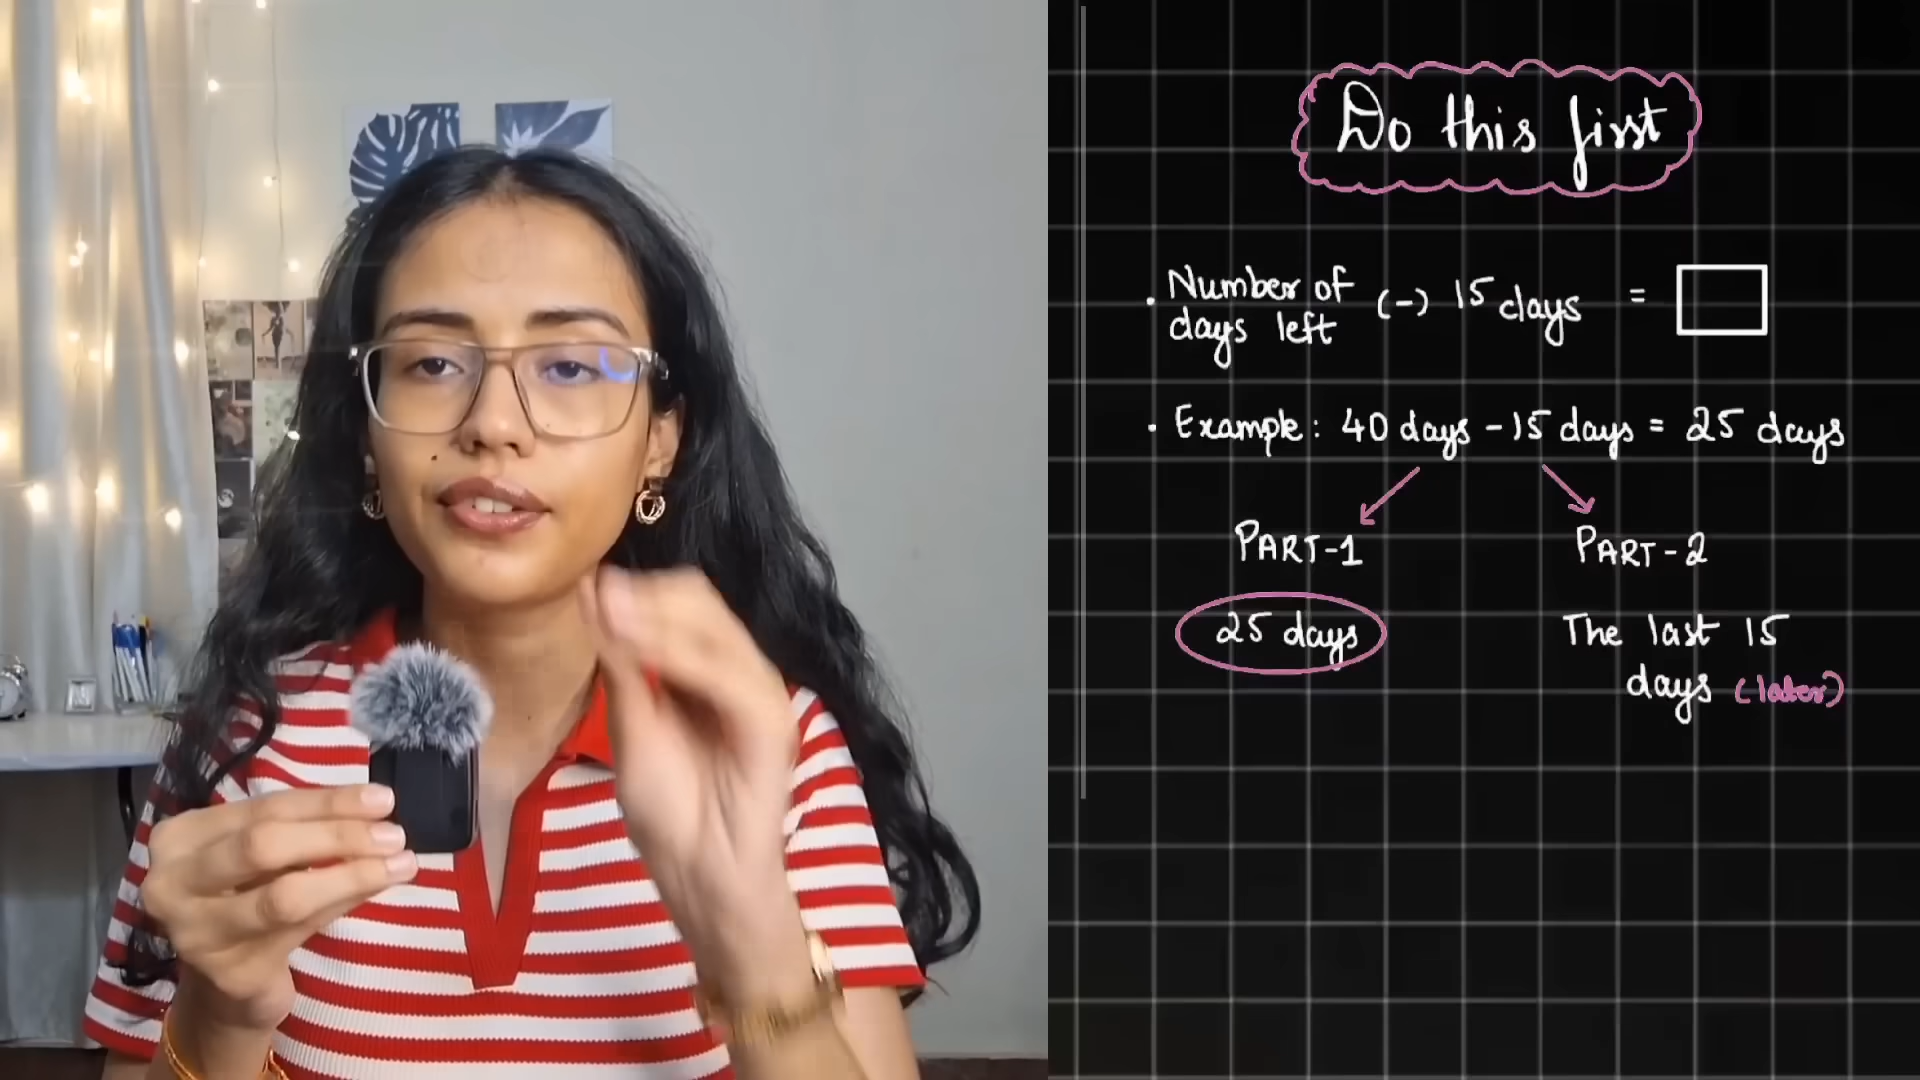 Do this first
• Number of days left (-) 15 days =
• Example: 40 days - 15 days = 25 days
PART-1
PART-2
25 days
The last 15
days (later)